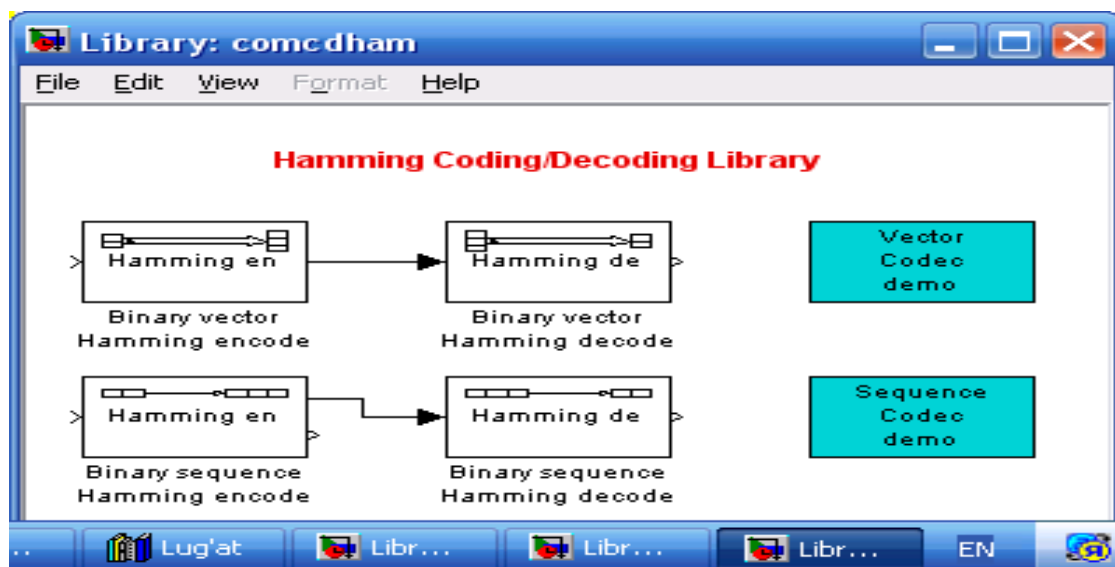 Library: comcdham
File Edit View Format Help
Hamming Coding/Decoding Library
Hamming en
Hamming de
Vector
Codec
demo
Binary vector
Hamming encode
Binary vector
Hamming decode
Hamming en
Hamming de
Sequence
Codec
demo
Binary sequence
Hamming encode
Binary sequence
Hamming decode
.. Lug'at Libr... Libr... Libr... EN Я